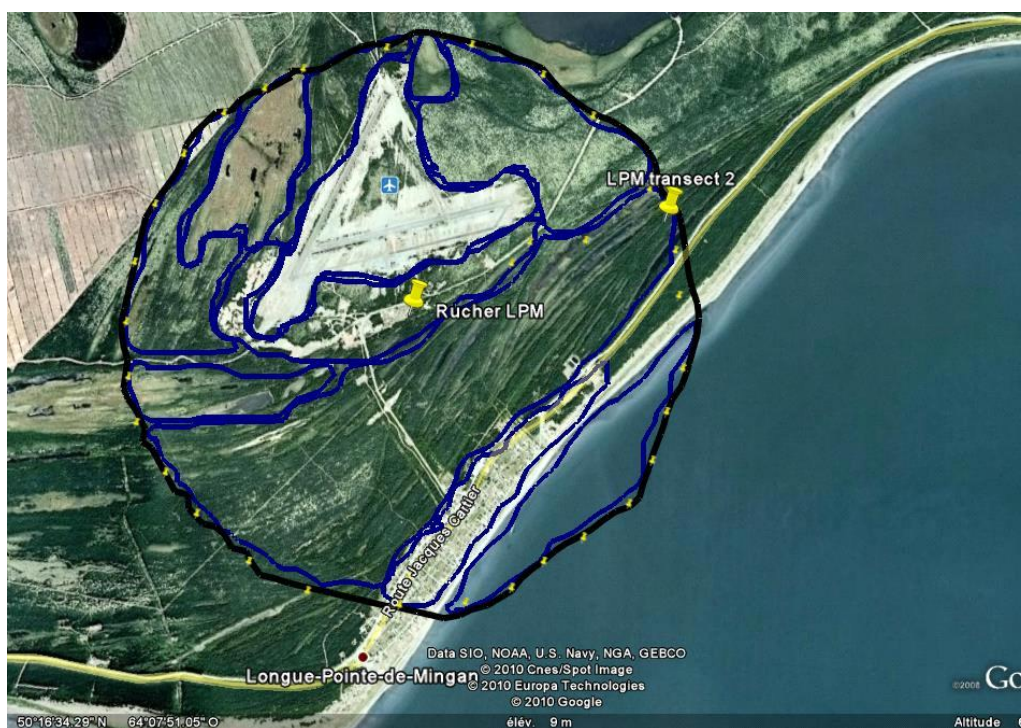 LPM transect 2
Rucher LPM
Route Jacques Cartier
Data SIO, NOAA, U.S. Navy, NGA, GEBCO
Longue-Pointe-de-Mingan
© 2010 Cnes/Spot Image
© 2010 Europa Technologies
© 2010 Google
©2008 Go
50°16'34.29" N 64°07'51.05" O élév. 9 m Altitude